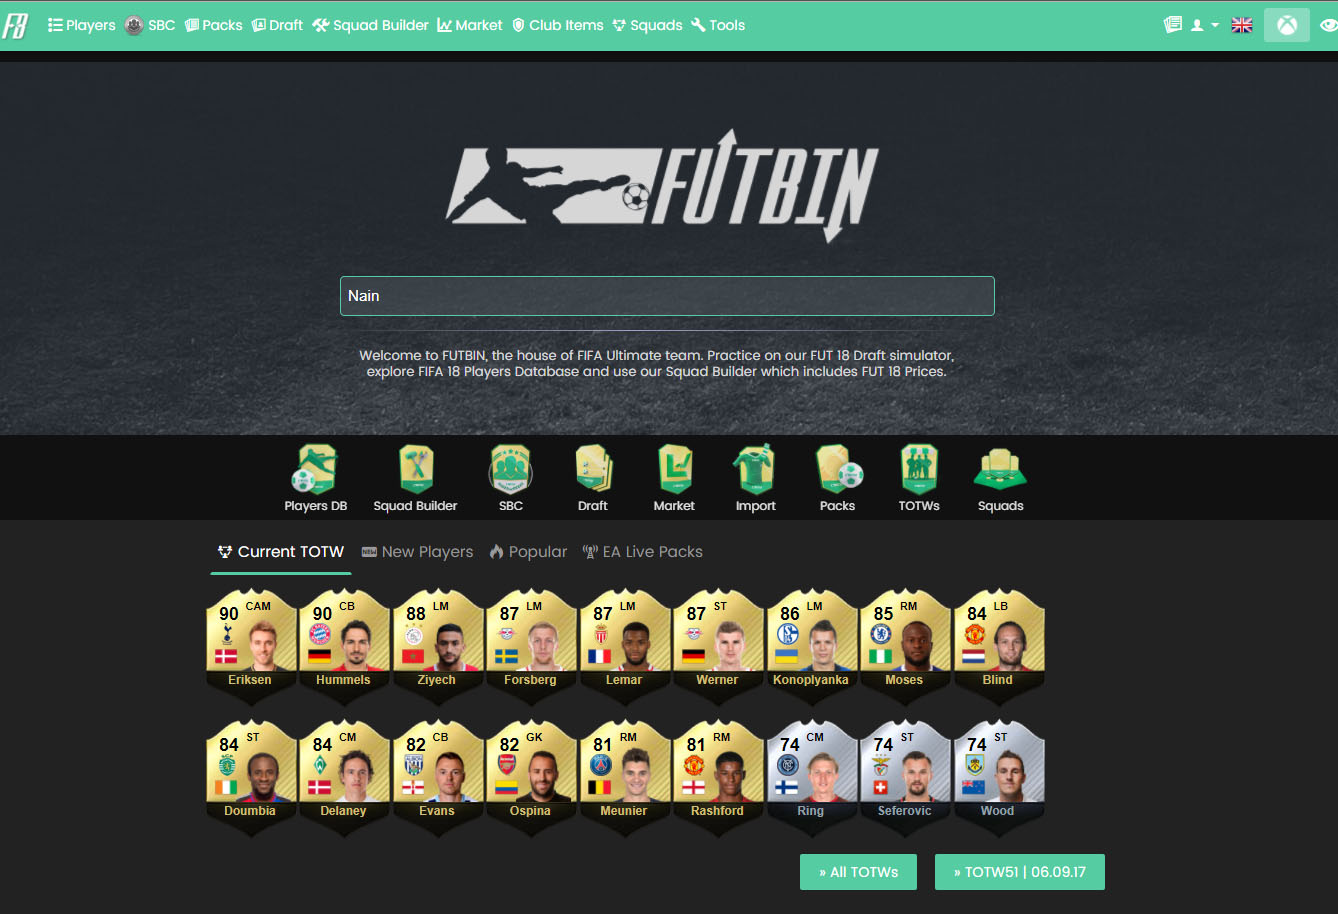 F8 Players SBC Packs Draft Squad Builder Market Club Items Squads Tools
FUTBIN
Nain
Welcome to FUTBIN, the house of FIFA Ultimate team. Practice on our FUT 18 Draft simulator,
explore FIFA 18 Players Database and use our Squad Builder which includes FUT 18 Prices.
Players DB Squad Builder SBC Draft Market Import Packs TOTWs Squads
Current TOTW NEW New Players Popular EA Live Packs
90 CAM 90 CB 88 LM 87 LM 87 LM 87 ST 86 LM 85 RM 84 LB
Eriksen Hummels Ziyech Forsberg Lemar Werner Konoplyanka Moses Blind
84 ST 84 CM 82 CB 82 GK 81 RM 81 RM 74 CM 74 ST 74 ST
Doumbia Delaney Evans Ospina Meunier Rashford Ring Seferovic Wood
» All TOTWs » TOTW51 | 06.09.17